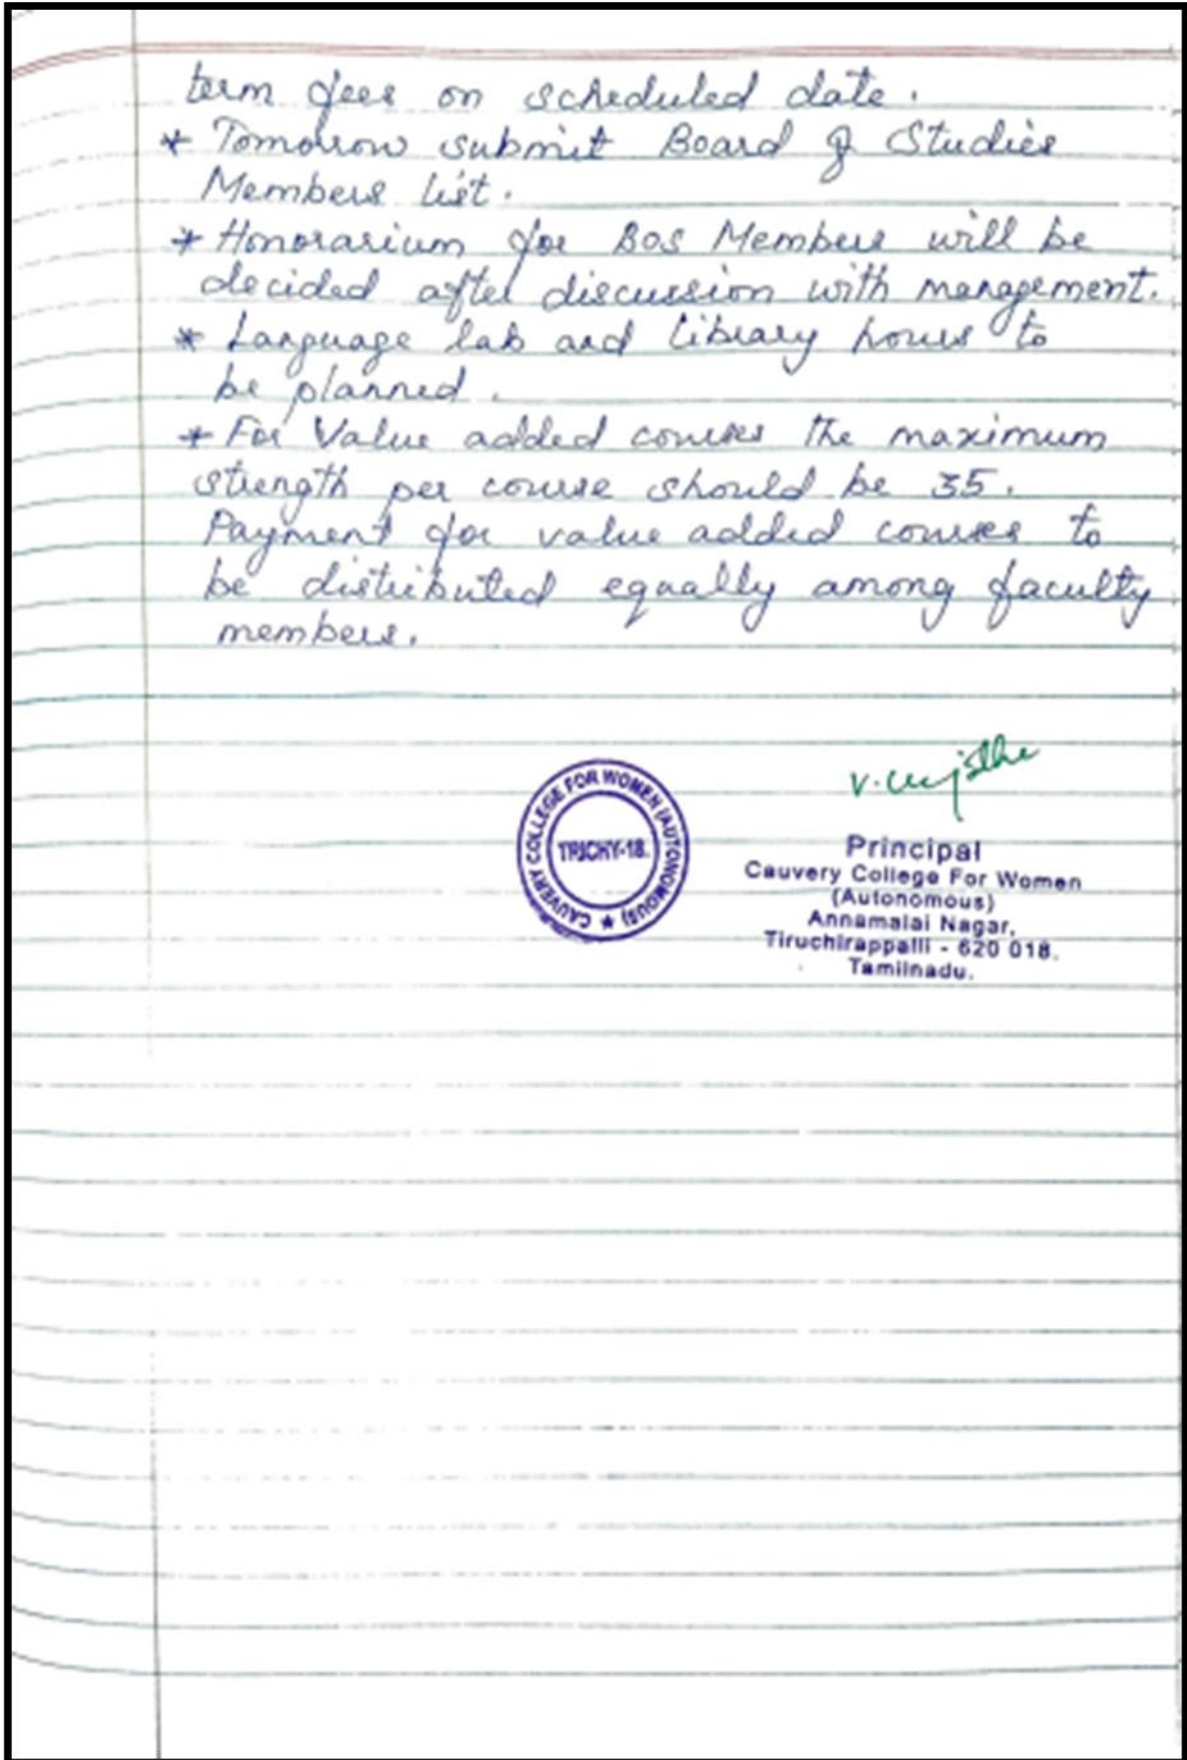 term fees on scheduled date.
* Tomorrow submit Board of Studies
Members list.
* Honorarium for BoS Members will be
decided after discussion with management.
* Language lab and library hours to
be planned.
* For Value added courses the maximum
strength per course should be 35.
Payment for value added courses to
be distributed equally among faculty
members.
CAUVERY COLLEGE FOR WOMEN (AUTONOMOUS) ★
TRICHY-18.
V.
Principal
Cauvery College For Women
(Autonomous)
Annamalai Nagar,
Tiruchirappalli - 620 018.
Tamilnadu.